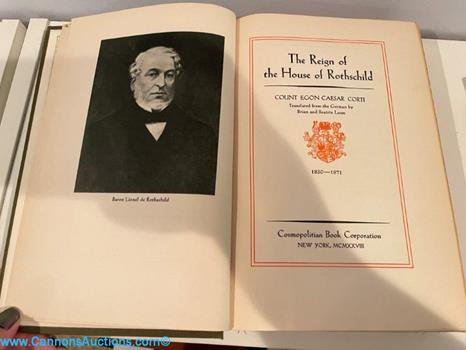 Baron Lionel de Rothschild
The Reign of
the House of Rothschild
COUNT EGON CAESAR CORTI
Translated from the German by
Brian and Beatrix Lunn
1830—1871
Cosmopolitan Book Corporation
NEW YORK, MCMXXVIII
www.CannonsAuctions.com©